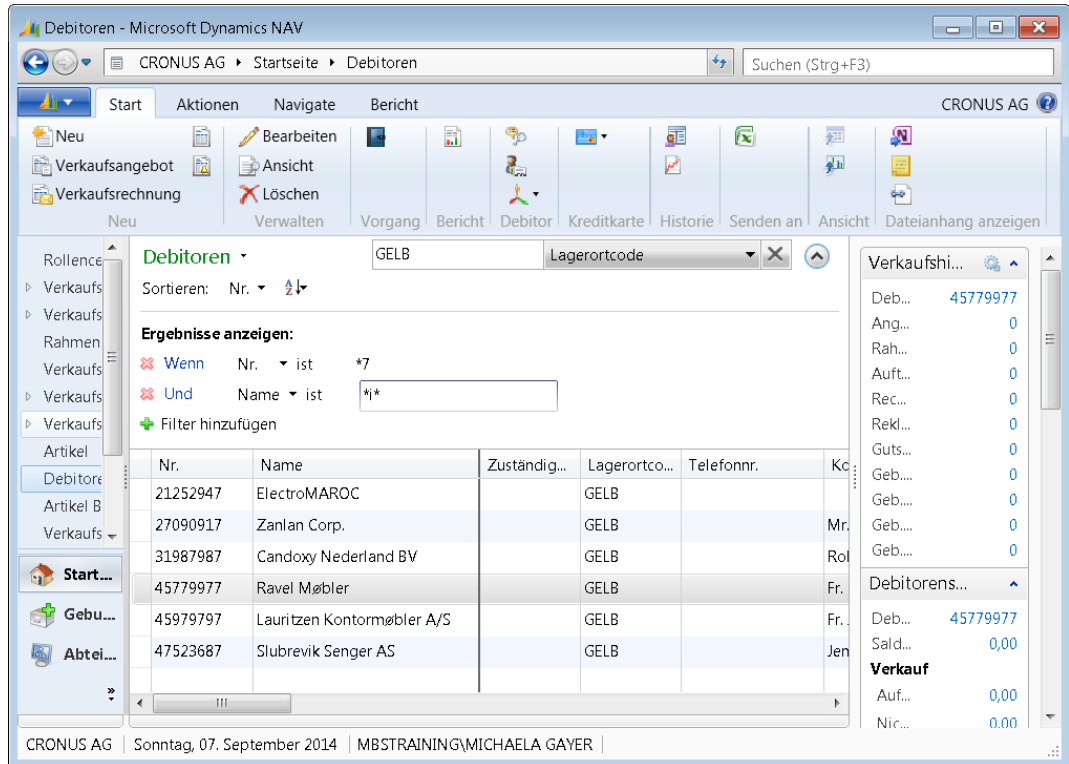 Debitoren - Microsoft Dynamics NAV
CRONUS AG Startseite Debitoren
Suchen (Strg+F3)
Start Aktionen Navigate Bericht CRONUS AG
Neu
Verkaufsangebot
Verkaufsrechnung
Neu
Bearbeiten
Ansicht
Löschen
Verwalten
Vorgang
Bericht
Debitor
Kreditkarte
Historie
Senden an
Ansicht
Dateianhang anzeigen
Rollence
Verkaufs
Verkaufs
Rahmen
Verkaufs
Verkaufs
Verkaufs
Artikel
Debitore
Artikel B
Verkaufs
Start...
Gebu...
Abtei...
Debitoren GELB Lagerortcode
Sortieren: Nr.
Ergebnisse anzeigen:
Wenn Nr. ist *7
Und Name ist *i*
Filter hinzufügen
Nr. Name Zuständig... Lagerortco... Telefonnr. Ko
21252947 ElectroMAROC GELB
27090917 Zanlan Corp. GELB Mr.
31987987 Candoxy Nederland BV GELB Rol
45779977 Ravel Møbler GELB Fr.
45979797 Lauritzen Kontormøbler A/S GELB Fr.
47523687 Slubrevik Senger AS GELB Jen
Verkaufshi...
Deb... 45779977
Ang... 0
Rah... 0
Auft... 0
Rec... 0
Rekl... 0
Guts... 0
Geb... 0
Geb.... 0
Geb.... 0
Geb.... 0
Debitorens...
Deb... 45779977
Sald... 0,00
Verkauf
Auf... 0,00
Nic... 0,00
CRONUS AG Sonntag, 07. September 2014 MBSTRAINING\MICHAELA GAYER